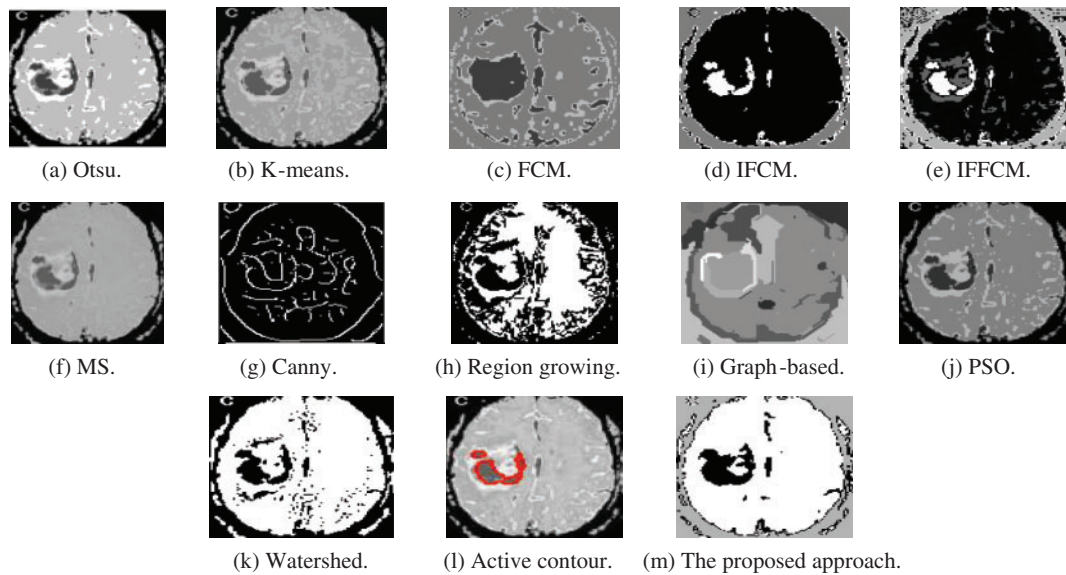 (a) Otsu.
(b) K-means.
(c) FCM.
(d) IFCM.
(e) IFFCM.
(f) MS.
(g) Canny.
(h) Region growing.
(i) Graph-based.
(j) PSO.
(k) Watershed.
(l) Active contour.
(m) The proposed approach.